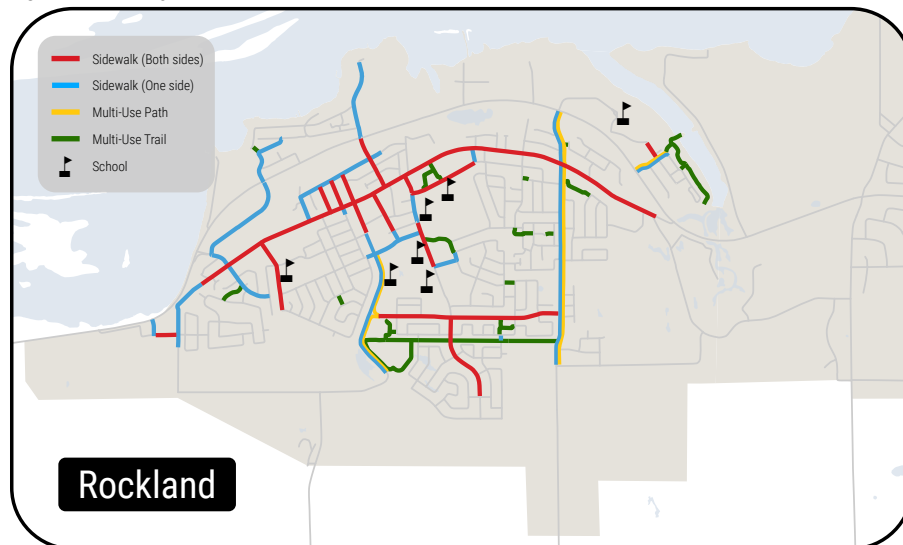 Sidewalk (Both sides)
Sidewalk (One side)
Multi-Use Path
Multi-Use Trail
School
Rockland